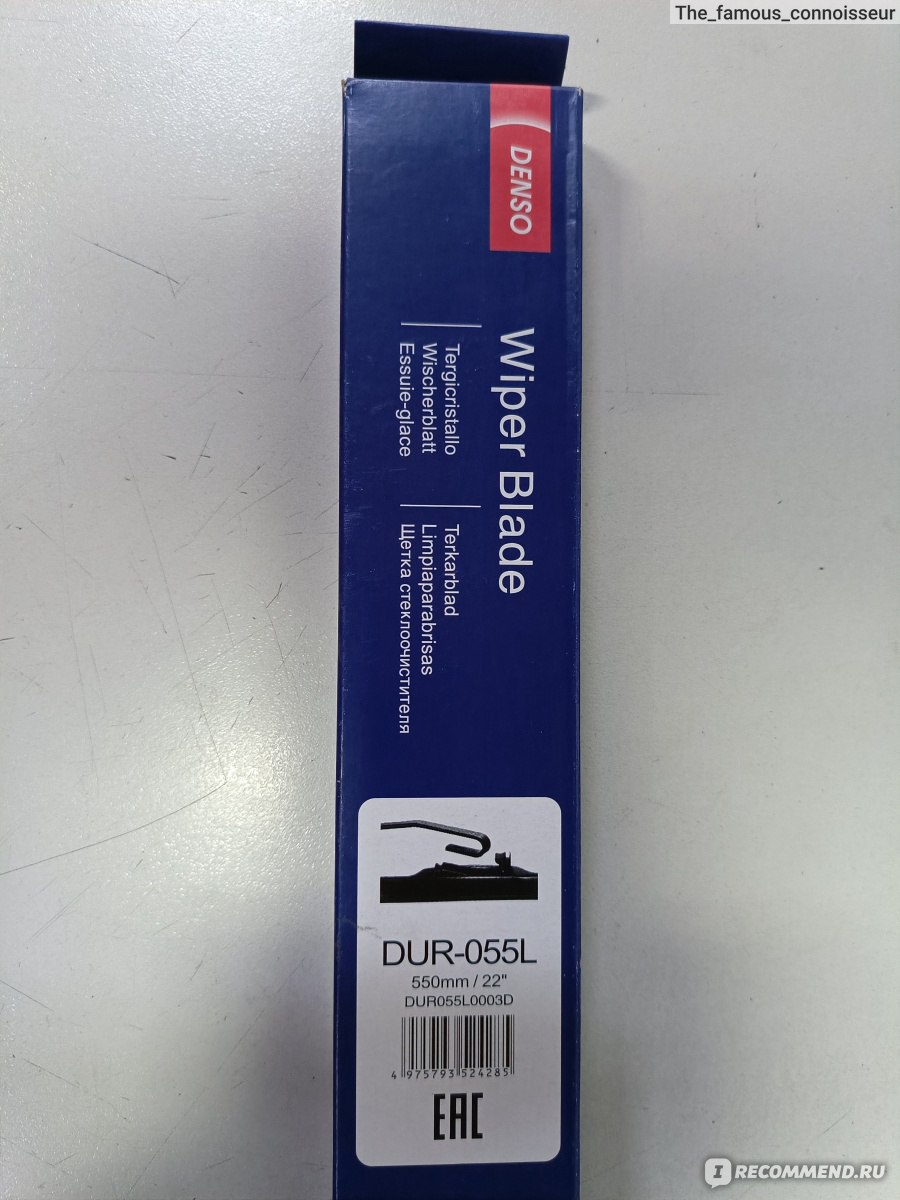 The_famous_connoisseur
DENSO
Wiper Blade
Tergicristallo
Wischerblatt
Essuie-glace
Terkarblad
Limpiaparabrisas
Щетка стеклоочистителя
DUR-055L
550mm / 22"
DUR055L0003D
4 975793 524285
EAC
IRECOMMEND.RU